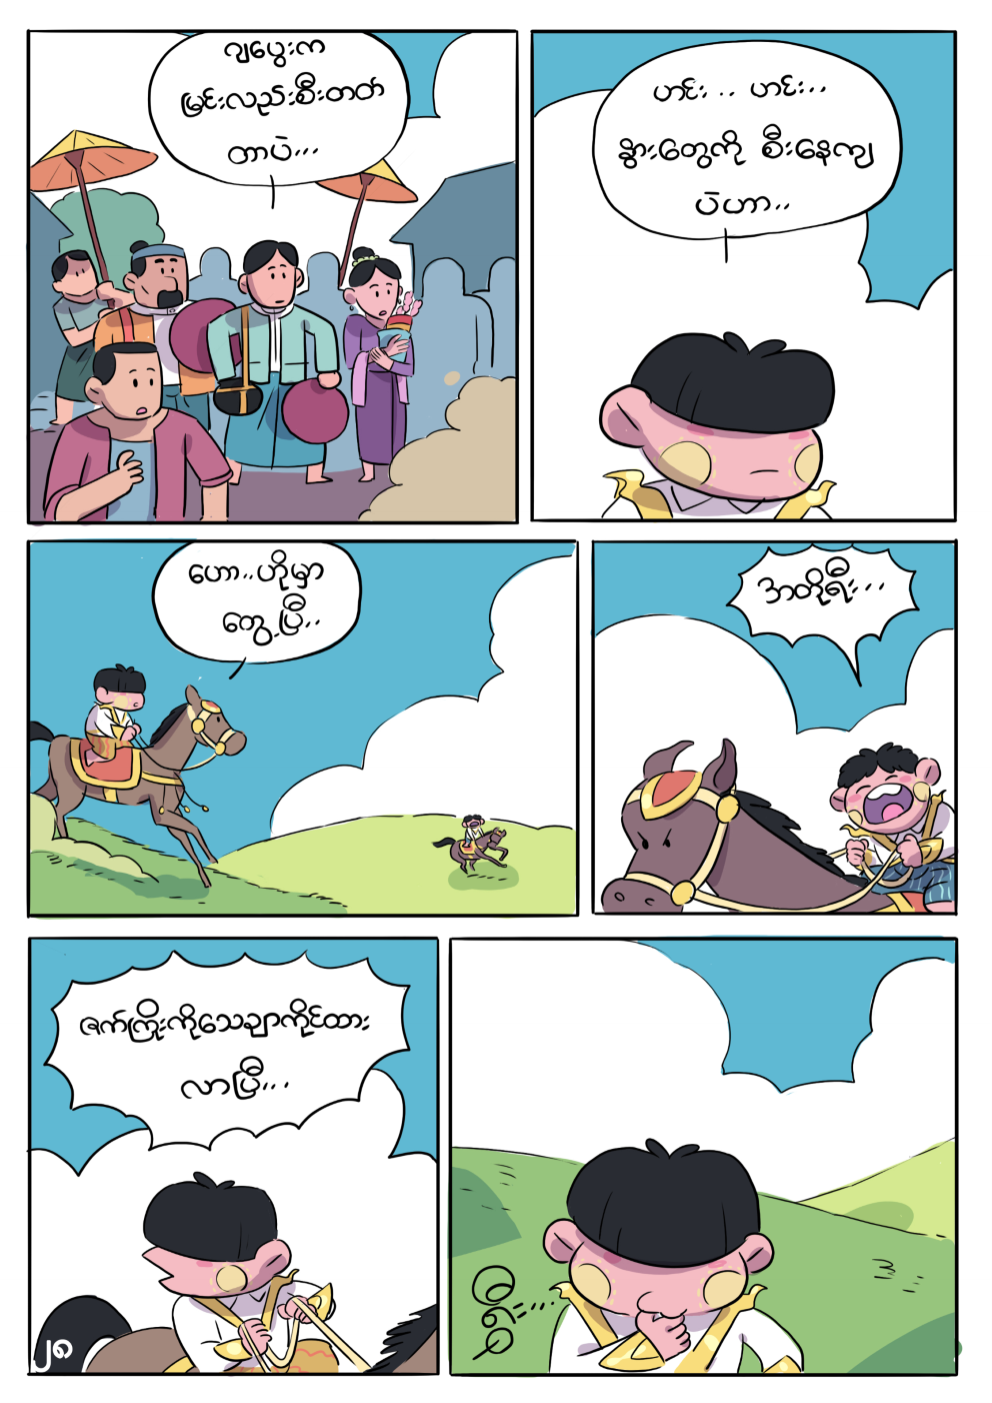 ဂျပွေးက
မြင်းလည်းစီးတတ်
တာပဲ...
ဟင်း.. ဟင်း..
နွားတွေကို စီးနေကျ
ပဲဟာ..
ဟော..ဟိုမှာ
တွေ့ပြီ..
အတိုရီး...
ဇက်ကြိုးကိုသေချာကိုင်ထား
လာပြီ...
၂၈